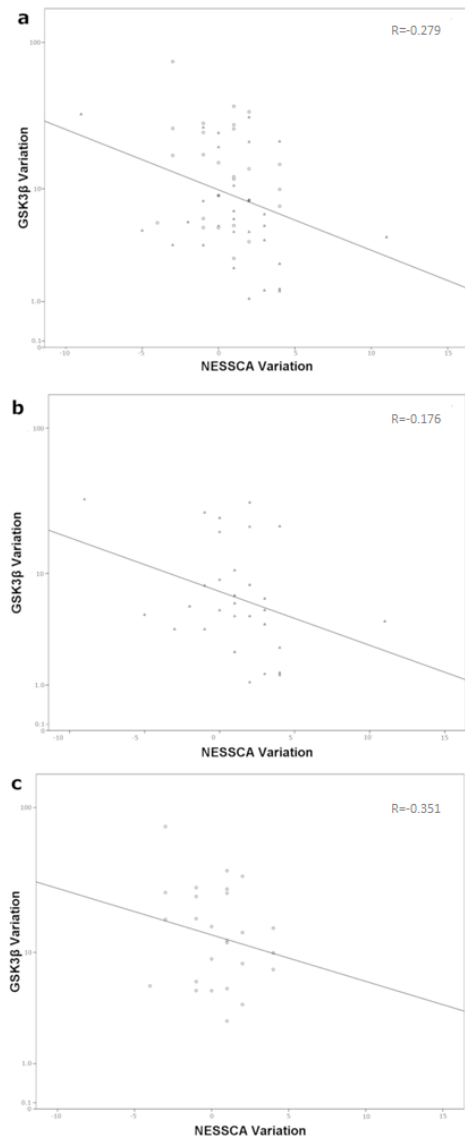 a
R=-0.279
GSK3β Variation
100
10
1.0
0.1
0
-10 -5 0 5 10 15
NESSCA Variation
b
R=-0.176
GSK3β Variation
100
10
1.0
0.1
0
-10 -5 0 5 10 15
NESSCA Variation
c
R=-0.351
GSK3β Variation
100
10
1.0
0.1
0
-10 -5 0 5 10 15
NESSCA Variation